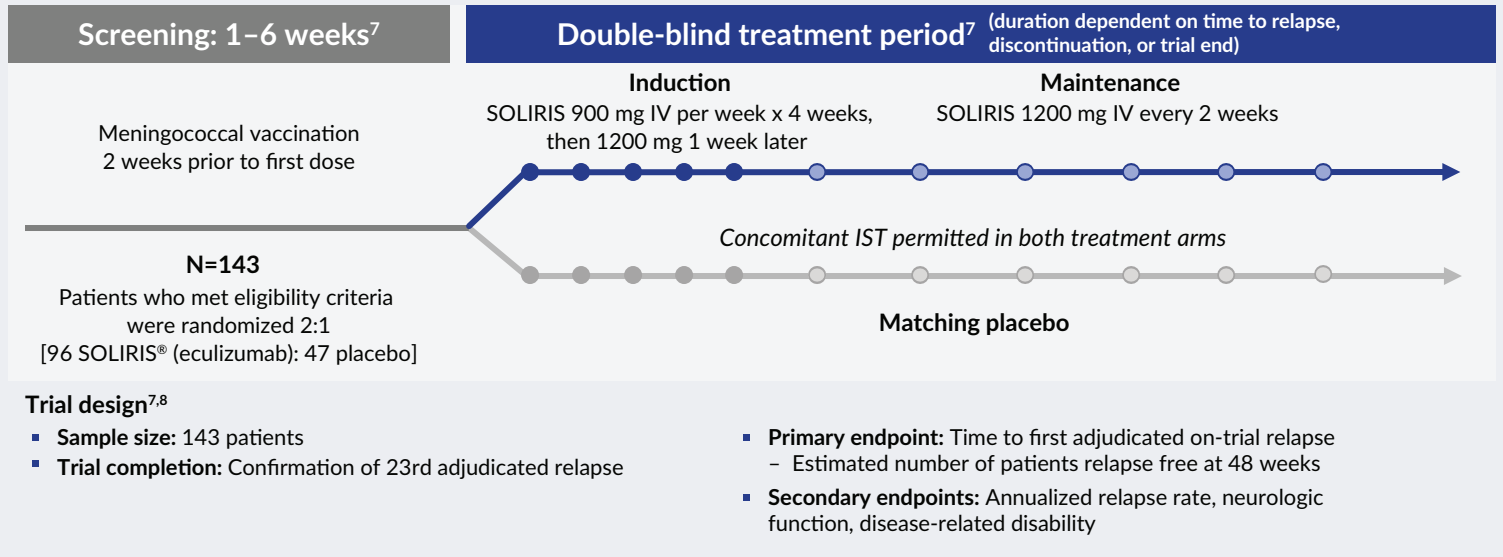 Screening: 1–6 weeks⁷
Double-blind treatment period⁷ (duration dependent on time to relapse,
discontinuation, or trial end)
Meningococcal vaccination
2 weeks prior to first dose
Induction
SOLIRIS 900 mg IV per week x 4 weeks,
then 1200 mg 1 week later
Maintenance
SOLIRIS 1200 mg IV every 2 weeks
Concomitant IST permitted in both treatment arms
N=143
Patients who met eligibility criteria
were randomized 2:1
[96 SOLIRIS® (eculizumab): 47 placebo]
Matching placebo
Trial design⁷,⁸
▪ Sample size: 143 patients
▪ Trial completion: Confirmation of 23rd adjudicated relapse
▪ Primary endpoint: Time to first adjudicated on-trial relapse
– Estimated number of patients relapse free at 48 weeks
▪ Secondary endpoints: Annualized relapse rate, neurologic
function, disease-related disability